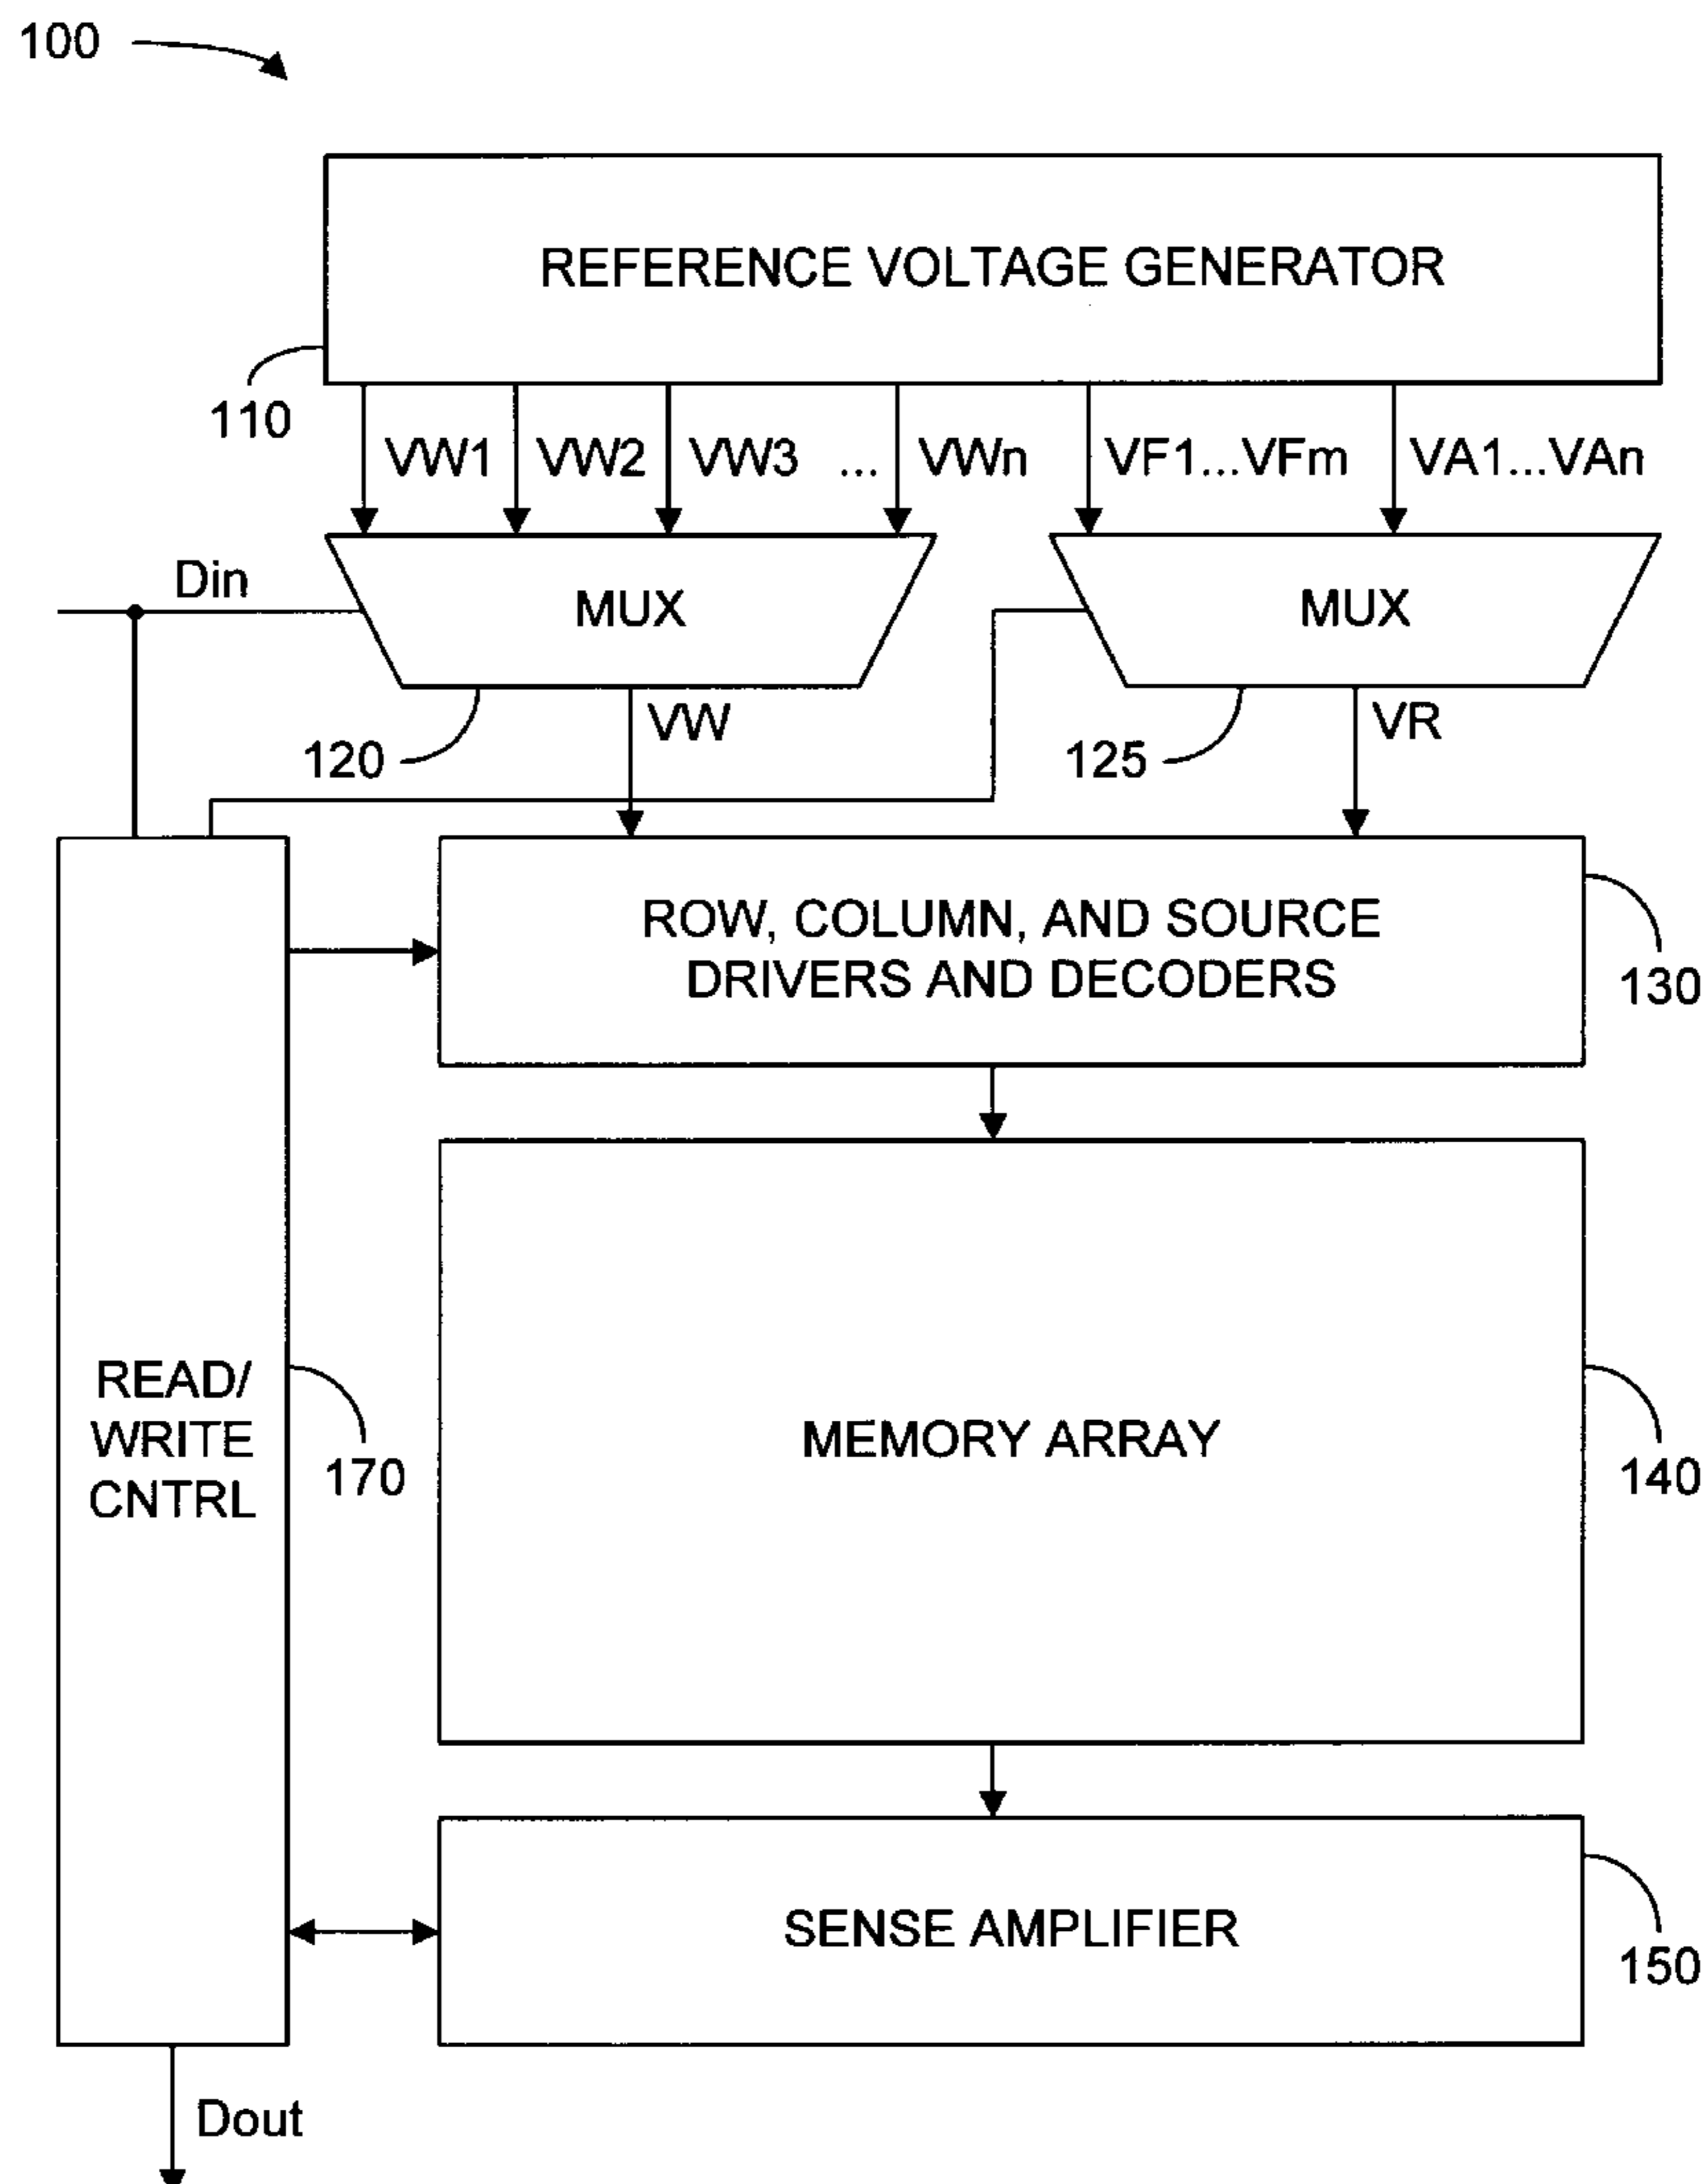 100
REFERENCE VOLTAGE GENERATOR
110
VW1 VW2 VW3 ... VWn VF1...VFm VA1...VAn
Din
MUX
MUX
120
VW
125
VR
ROW, COLUMN, AND SOURCE
DRIVERS AND DECODERS
130
READ/
WRITE
CNTRL
170
MEMORY ARRAY
140
SENSE AMPLIFIER
150
Dout